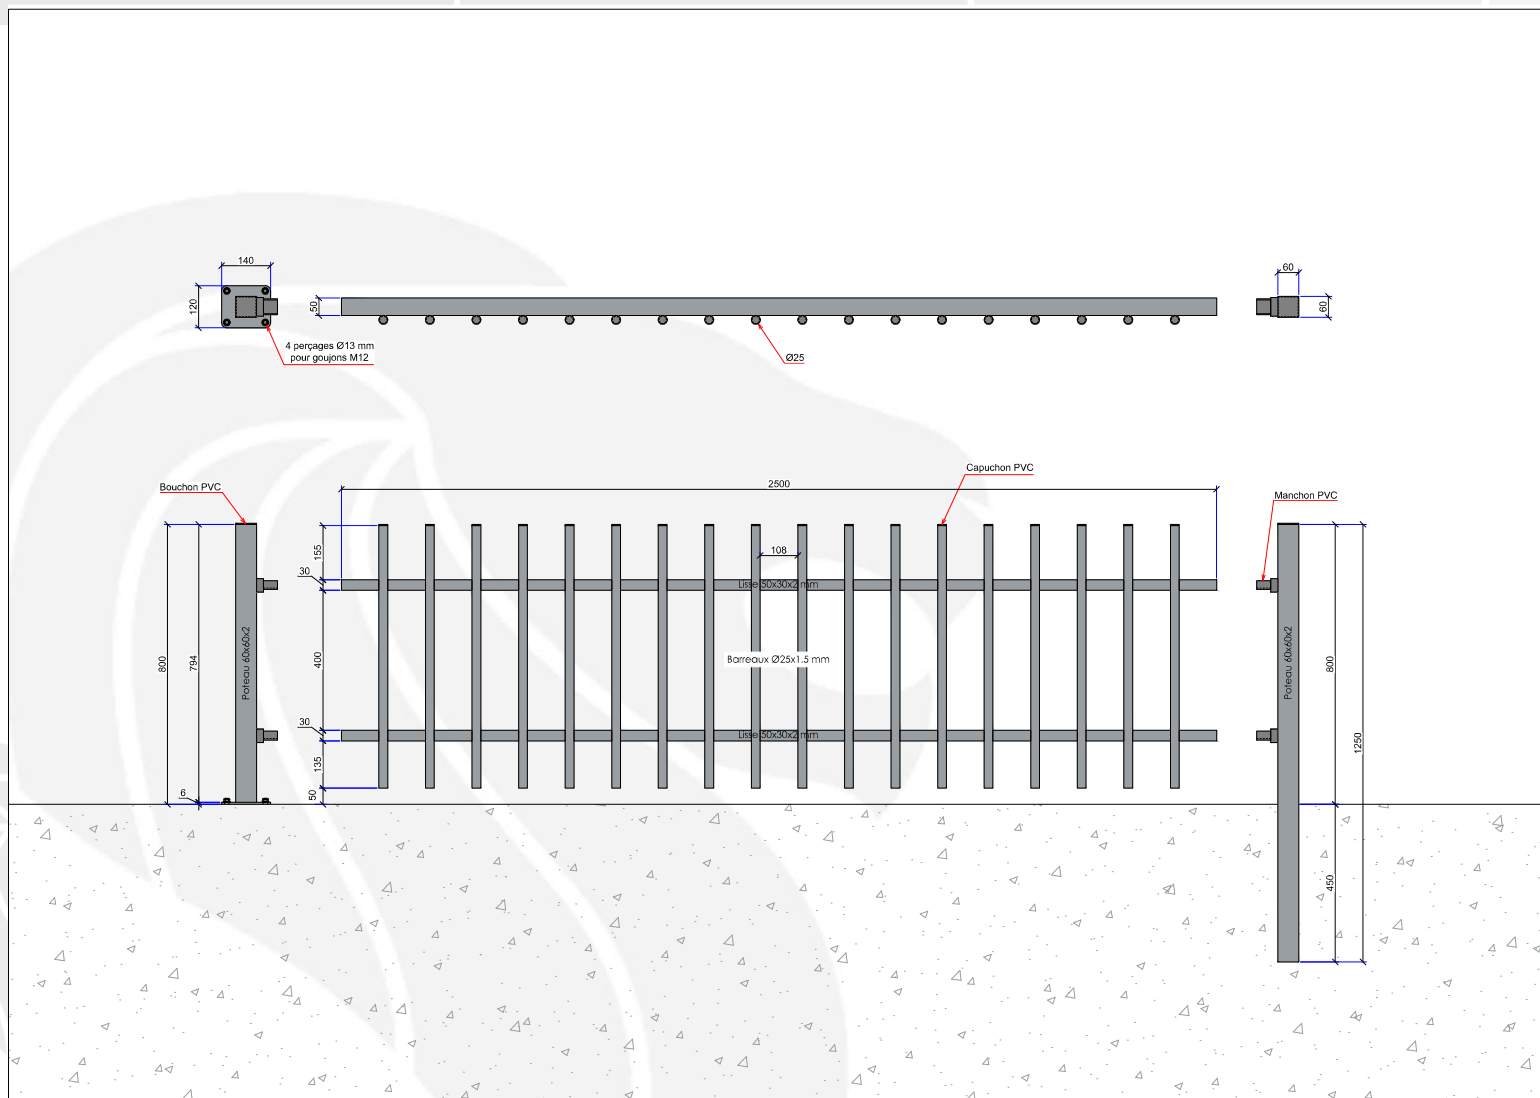 140
120
4 perçages Ø13 mm
pour goujons M12
50
Ø25
60
60
Bouchon PVC
Capuchon PVC
2500
Manchon PVC
155
108
30
Lisse 50x30x2 mm
800
794
Poteau 60x60x2
400
Barreaux Ø25x1.5 mm
Poteau 60x60x2
800
30
Lisse 50x30x2 mm
135
1250
6
50
450